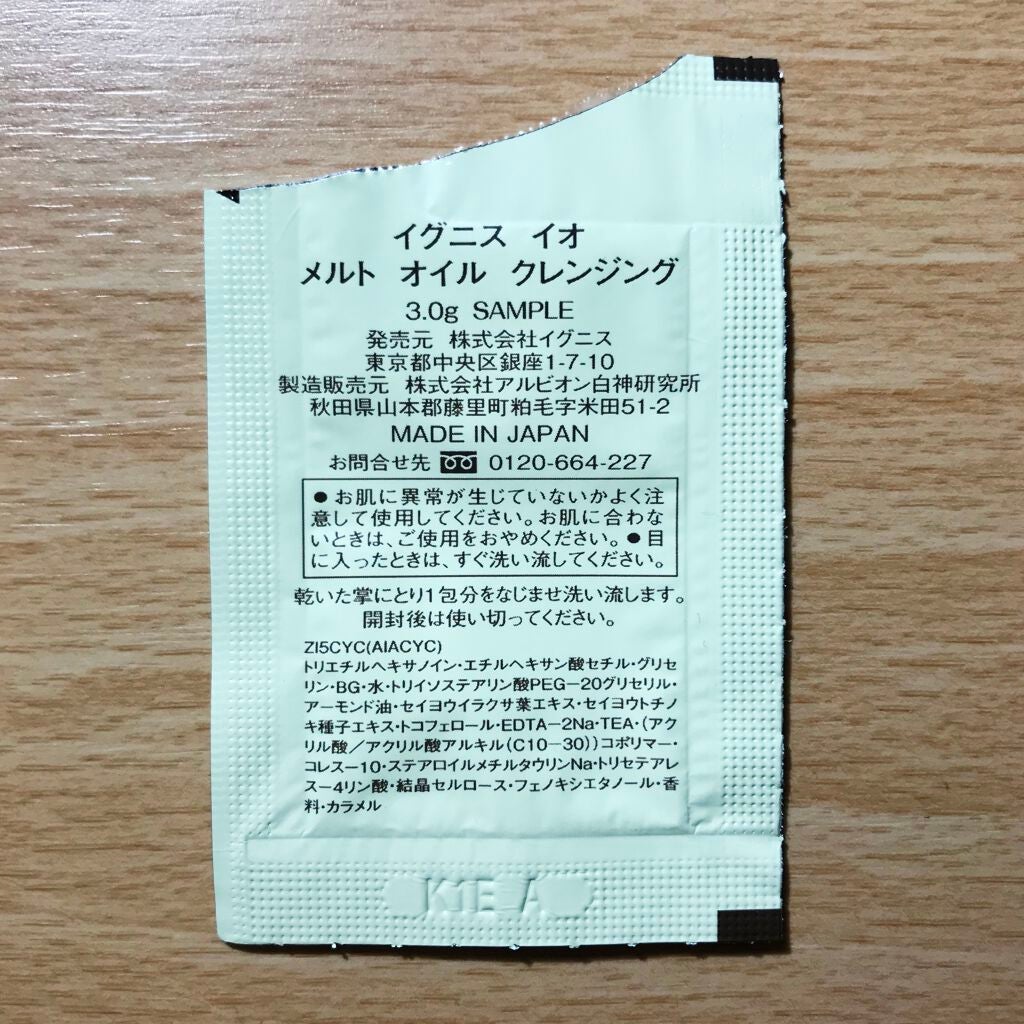 イグニス イオ
メルト オイル クレンジング
3.0g SAMPLE
発売元 株式会社イグニス
東京都中央区銀座1-7-10
製造販売元 株式会社アルビオン白神研究所
秋田県山本郡藤里町粕毛字米田51-2
MADE IN JAPAN
お問合せ先 0120-664-227
●お肌に異常が生じていないかよく注
意して使用してください。お肌に合わな
いときは、ご使用をおやめください。●目
に入ったときは、すぐ洗い流してください。
乾いた掌にとり1包分をなじませ洗い流します。
開封後は使い切ってください。
ZI5CYC(AIACYC)
トリエチルヘキサノイン・エチルヘキサン酸セチル・グリセ
リン・BG・水・トリイソステアリン酸PEG－20グリセリル・
アーモンド油・セイヨウイラクサ葉エキス・セイヨウトチノ
キ種子エキス・トコフェロール・EDTA－2Na・TEA・(アク
リル酸／アクリル酸アルキル(C10－30))コポリマー・
コレス－10・ステアロイルメチルタウリンNa・トリセテアレ
ス－4リン酸・結晶セルロース・フェノキシエタノール・香
料・カラメル